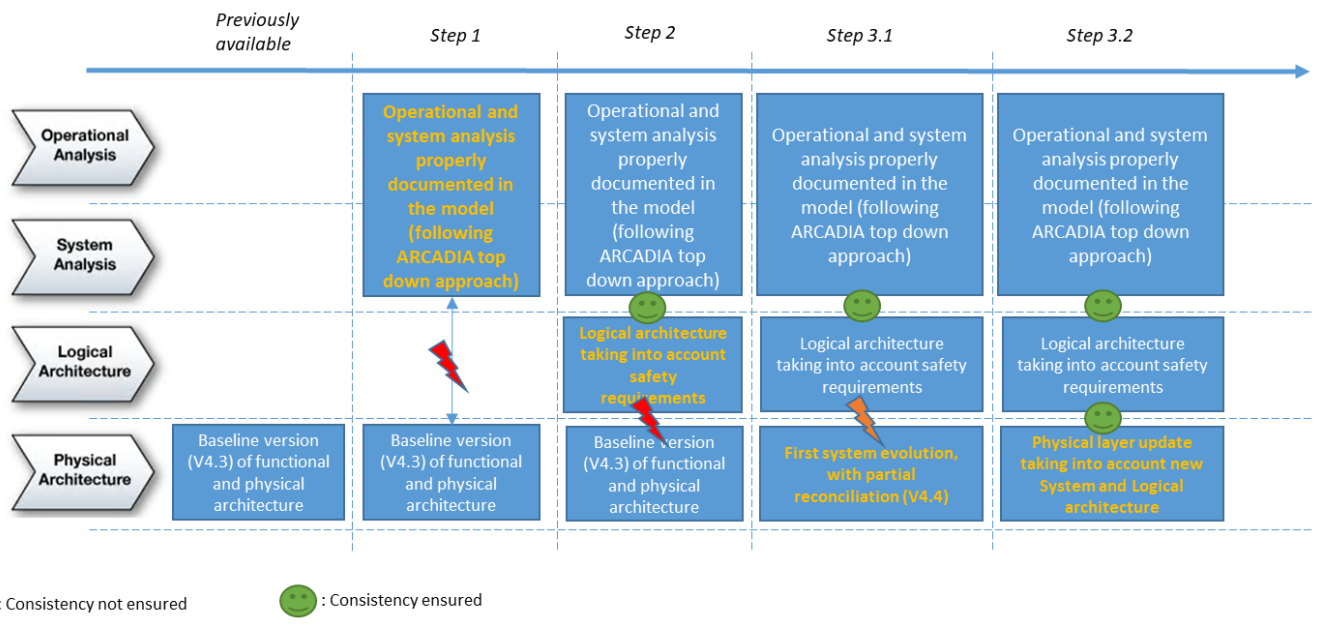 Previously
available
Step 1
Step 2
Step 3.1
Step 3.2
Operational
Analysis
Operational and
system analysis
properly
documented in
the model
(following
ARCADIA top
down approach)
Operational and
system analysis
properly
documented in
the model
(following
ARCADIA top
down approach)
Operational and system
analysis properly
documented in the
model (following
ARCADIA top down
approach)
Operational and system
analysis properly
documented in the
model (following
ARCADIA top down
approach)
System
Analysis
Logical
Architecture
Logical architecture
taking into account
safety
requirements
Logical architecture
taking into account safety
requirements
Logical architecture
taking into account safety
requirements
Physical
Architecture
Baseline version
(V4.3) of functional
and physical
architecture
Baseline version
(V4.3) of functional
and physical
architecture
Baseline version
(V4.3) of functional
and physical
architecture
First system evolution,
with partial
reconciliation (V4.4)
Physical layer update
taking into account new
System and Logical
architecture
: Consistency not ensured
: Consistency ensured